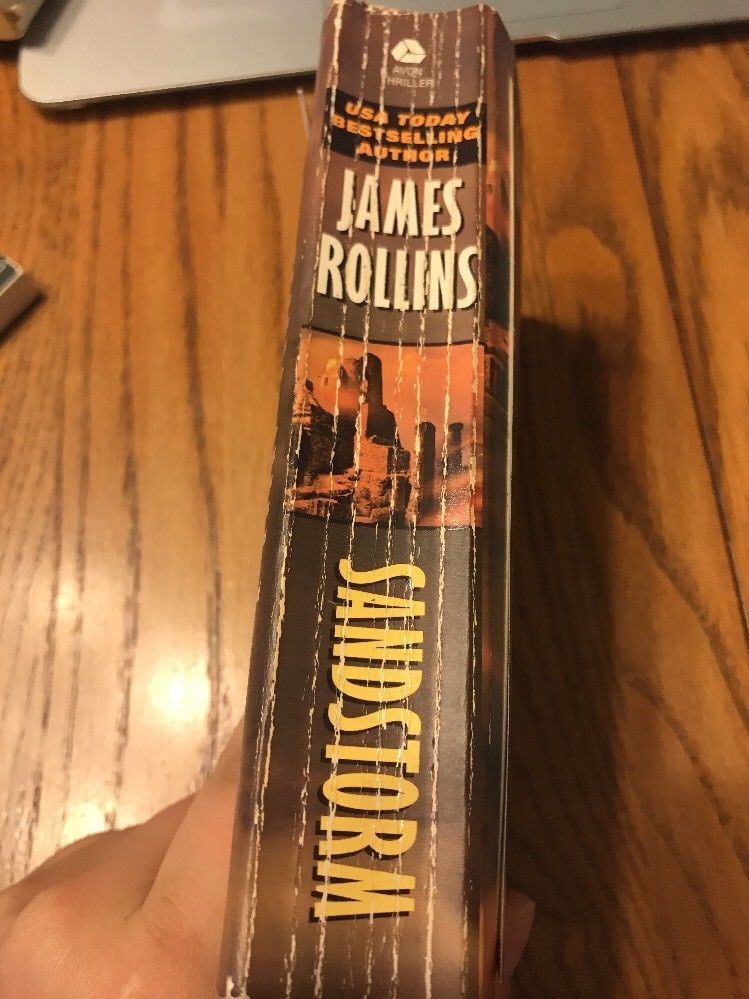 AVON
THRILLER
USA TODAY
BESTSELLING
AUTHOR
JAMES
ROLLINS
SANDSTORM